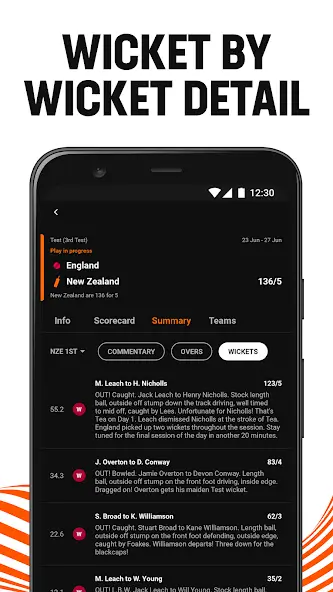 WICKET BY
WICKET DETAIL
12:30
Test (3rd Test)
23 Jun - 27 Jun
Play in progress
England
New Zealand
136/5
New Zealand are 136 for 5
Info
Scorecard
Summary
Teams
NZE 1ST
COMMENTARY
OVERS
WICKETS
M. Leach to H. Nicholls
123/5
55.2
W
OUT! Caught. Jack Leach to Henry Nicholls. Stock length
ball, outside off stump down the track driving, well timed
to mid off, caught by Lees. Unfortunate for Nicholls! That's
Tea on Day 1. Leach dismissed Nicholls at the stroke of Tea.
England picked up two wickets throughout the session. Stay
tuned for the final session of the day in another 20 minutes.
J. Overton to D. Conway
83/4
34.3
W
OUT! Bowled. Jamie Overton to Devon Conway. Length
ball, outside off stump on the front foot driving, inside edge.
Dragged on! Overton gets his maiden Test wicket.
S. Broad to K. Williamson
62/3
22.6
W
OUT! Caught. Stuart Broad to Kane Williamson. Length ball,
outside off stump on the front foot defending, outside edge,
caught by Foakes. Williamson departs! Three down for the
blackcaps!
M. Leach to W. Young
35/2
12.1
W
OUT! L.B.W. Jack Leach to Will Young. Stock length